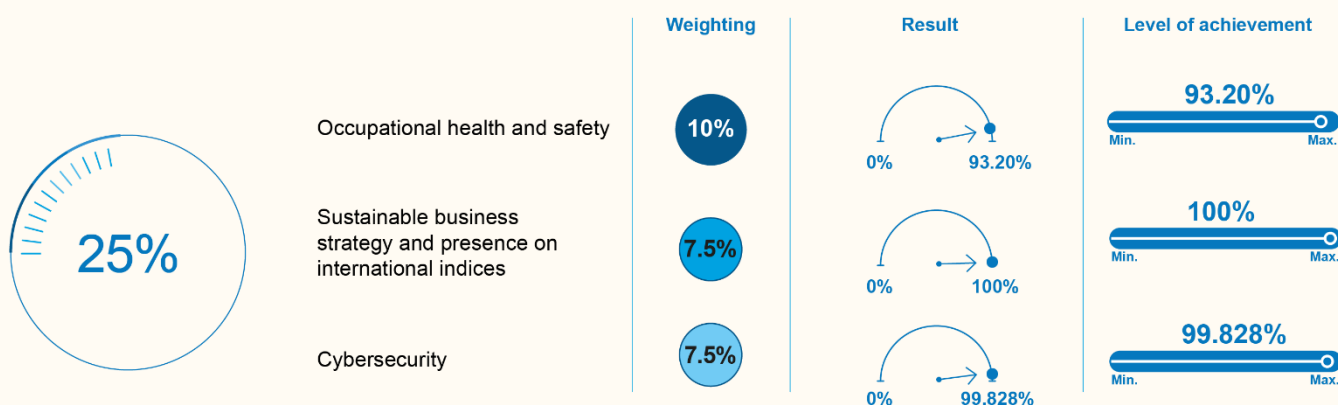 Weighting
Result
Level of achievement
25%
Occupational health and safety
10%
0%
93.20%
93.20%
Min.
Max.
Sustainable business
strategy and presence on
international indices
7.5%
0%
100%
100%
Min.
Max.
Cybersecurity
7.5%
0%
99.828%
99.828%
Min.
Max.